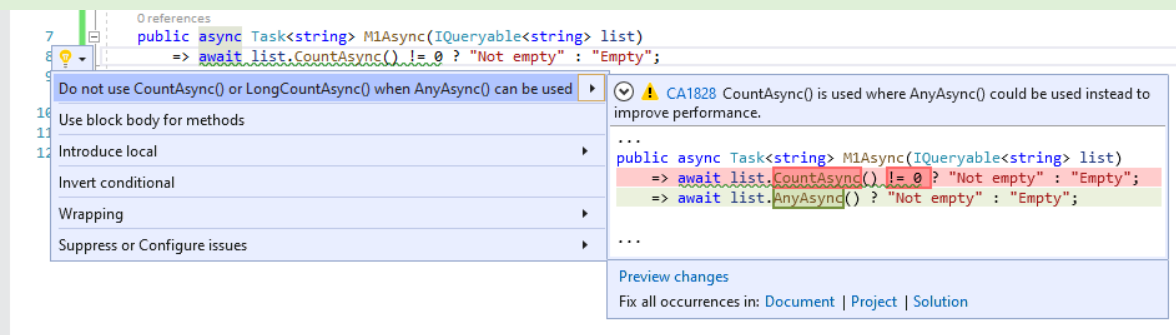 0 references
7 public async Task<string> M1Async(IQueryable<string> list)
8 => await list.CountAsync() != 0 ? "Not empty" : "Empty";
9
Do not use CountAsync() or LongCountAsync() when AnyAsync() can be used
10
Use block body for methods
11
12
Introduce local
Invert conditional
Wrapping
Suppress or Configure issues
CA1828 CountAsync() is used where AnyAsync() could be used instead to
improve performance.
...
public async Task<string> M1Async(IQueryable<string> list)
=> await list.CountAsync() != 0 ? "Not empty" : "Empty";
=> await list.AnyAsync() ? "Not empty" : "Empty";
...
Preview changes
Fix all occurrences in: Document | Project | Solution